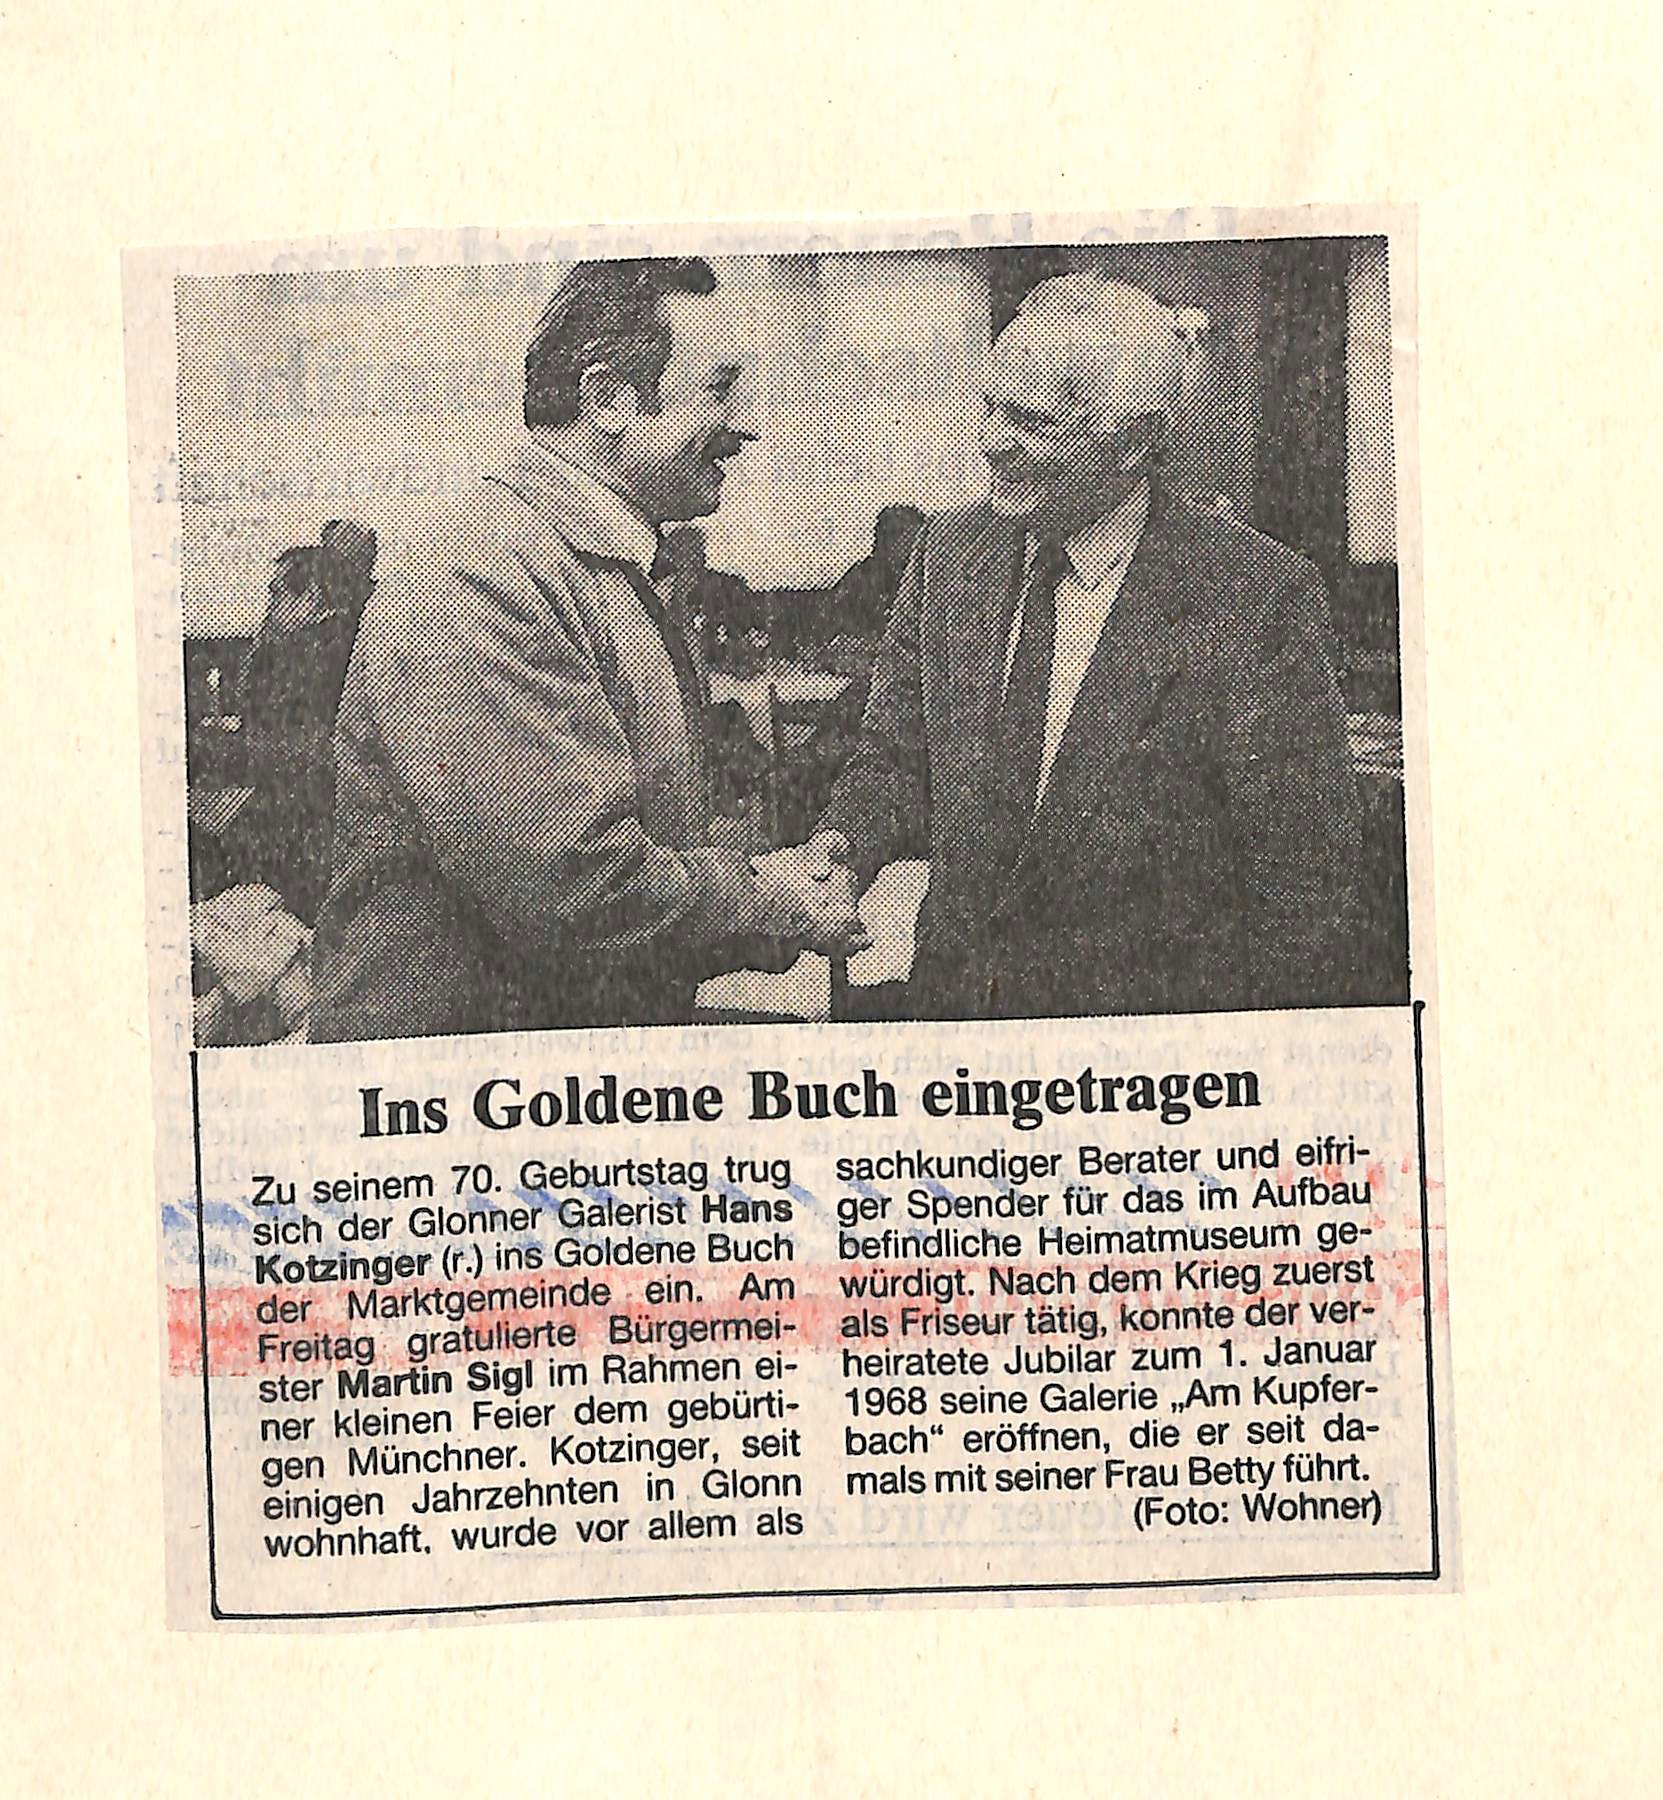 Ins Goldene Buch eingetragen
Zu seinem 70. Geburtstag trug
sich der Glonner Galerist Hans
Kotzinger (r.) ins Goldene Buch
der Marktgemeinde ein. Am
Freitag gratulierte Bürgermei-
ster Martin Sigl im Rahmen ei-
ner kleinen Feier dem gebürti-
gen Münchner. Kotzinger, seit
einigen Jahrzehnten in Glonn
wohnhaft, wurde vor allem als
sachkundiger Berater und eifri-
ger Spender für das im Aufbau
befindliche Heimatmuseum ge-
würdigt. Nach dem Krieg zuerst
als Friseur tätig, konnte der ver-
heiratete Jubilar zum 1. Januar
1968 seine Galerie „Am Kupfer-
bach“ eröffnen, die er seit da-
mals mit seiner Frau Betty führt.
(Foto: Wohner)